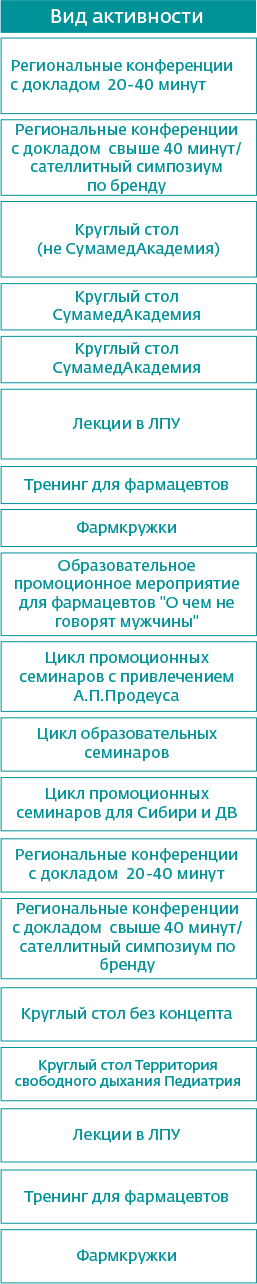 Вид активности
Региональные конференции
с докладом 20-40 минут
Региональные конференции
с докладом свыше 40 минут/
сателлитный симпозиум
по бренду
Круглый стол
(не СумамедАкадемия)
Круглый стол
СумамедАкадемия
Круглый стол
СумамедАкадемия
Лекции в ЛПУ
Тренинг для фармацевтов
Фармкружки
Образовательное
промоционное мероприятие
для фармацевтов "О чем не
говорят мужчины"
Цикл промоционных
семинаров с привлечением
А.П.Продеуса
Цикл образовательных
семинаров
Цикл промоционных
семинаров для Сибири и ДВ
Региональные конференции
с докладом 20-40 минут
Региональные конференции
с докладом свыше 40 минут/
сателлитный симпозиум по
бренду
Круглый стол без концепта
Круглый стол Территория
свободного дыхания Педиатрия
Лекции в ЛПУ
Тренинг для фармацевтов
Фармкружки